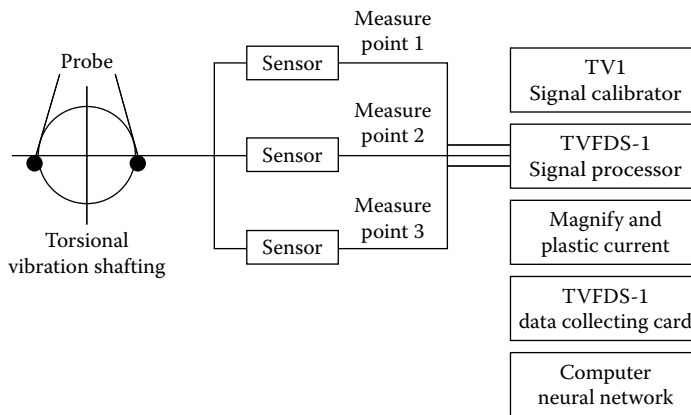 Probe
Torsional
vibration shafting
Sensor
Sensor
Sensor
Measure
point 1
Measure
point 2
Measure
point 3
TV1
Signal calibrator
TVFDS-1
Signal processor
Magnify and
plastic current
TVFDS-1
data collecting card
Computer
neural network